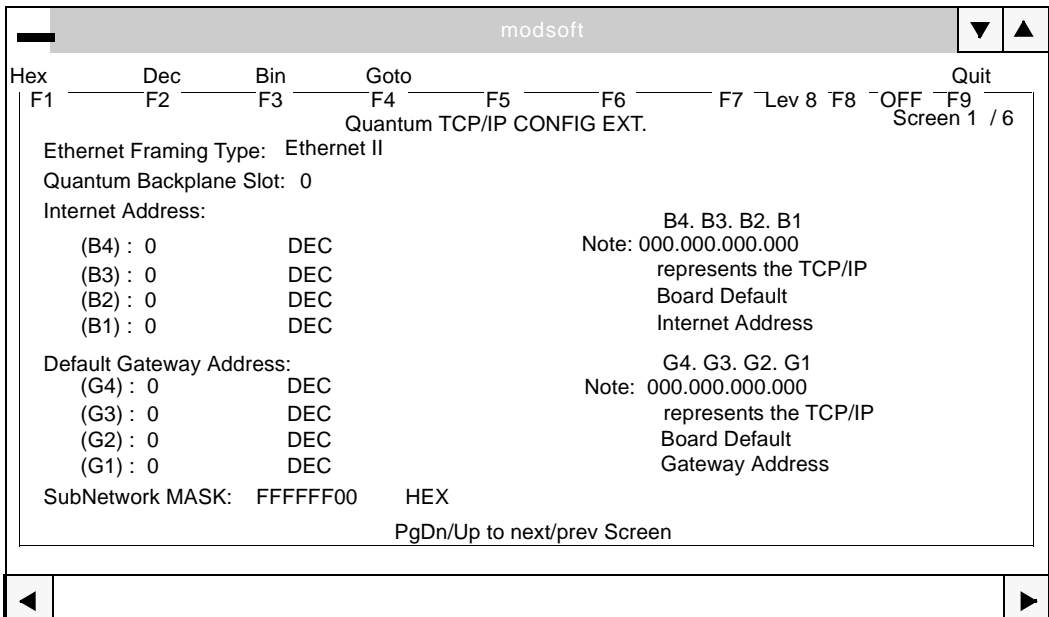 modsoft
Hex Dec Bin Goto Quit
F1 F2 F3 F4 F5 F6 F7 Lev 8 F8 OFF F9
Quantum TCP/IP CONFIG EXT. Screen 1 / 6
Ethernet Framing Type: Ethernet II
Quantum Backplane Slot: 0
Internet Address:
B4. B3. B2. B1
(B4) : 0 DEC Note: 000.000.000.000
(B3) : 0 DEC represents the TCP/IP
(B2) : 0 DEC Board Default
(B1) : 0 DEC Internet Address
Default Gateway Address: G4. G3. G2. G1
(G4) : 0 DEC Note: 000.000.000.000
(G3) : 0 DEC represents the TCP/IP
(G2) : 0 DEC Board Default
(G1) : 0 DEC Gateway Address
SubNetwork MASK: FFFFFF00 HEX
PgDn/Up to next/prev Screen